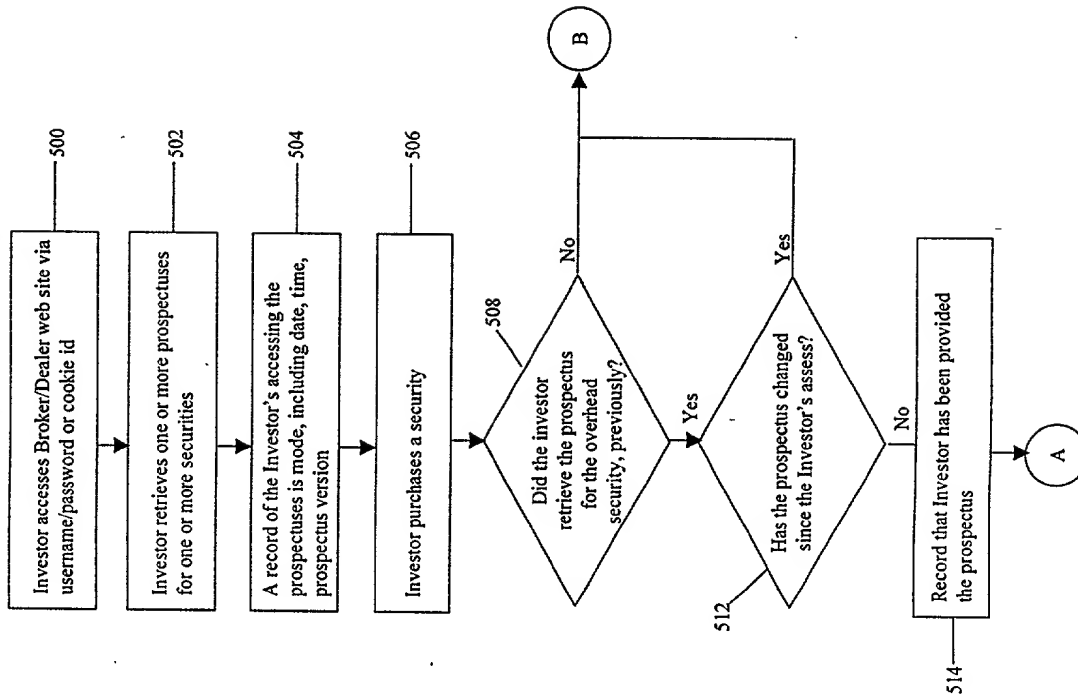 Investor accesses Broker/Dealer web site via
username/password or cookie id
500
Investor retrieves one or more prospectuses
for one or more securities
502
A record of the Investor's accessing the
prospectuses is mode, including date, time,
prospectus version
504
Investor purchases a security
506
Did the investor
retrieve the prospectus
for the overhead
security, previously?
508
No
B
Yes
Has the prospectus changed
since the Investor's assess?
512
Yes
No
Record that Investor has been provided
the prospectus
514
A